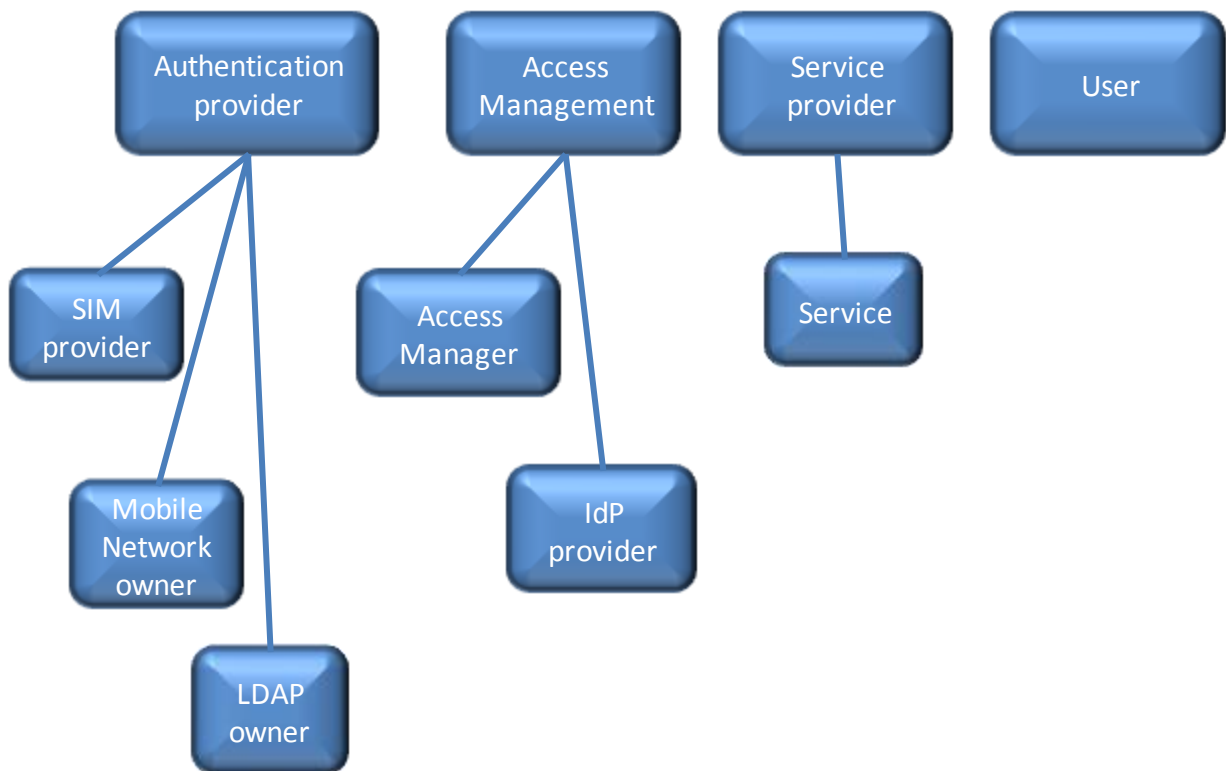 Authentication
provider
Access
Management
Service
provider
User
SIM
provider
Access
Manager
Service
Mobile
Network
owner
IdP
provider
LDAP
owner